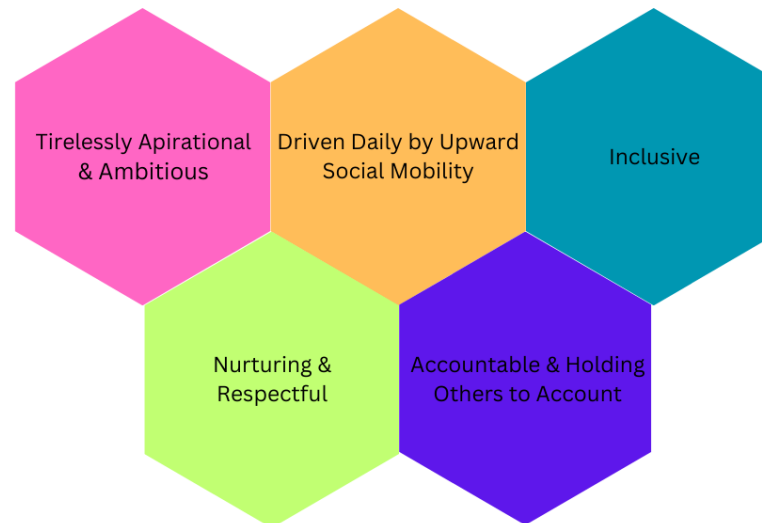 Tirelessly Apirational
& Ambitious
Driven Daily by Upward
Social Mobility
Inclusive
Nurturing &
Respectful
Accountable & Holding
Others to Account